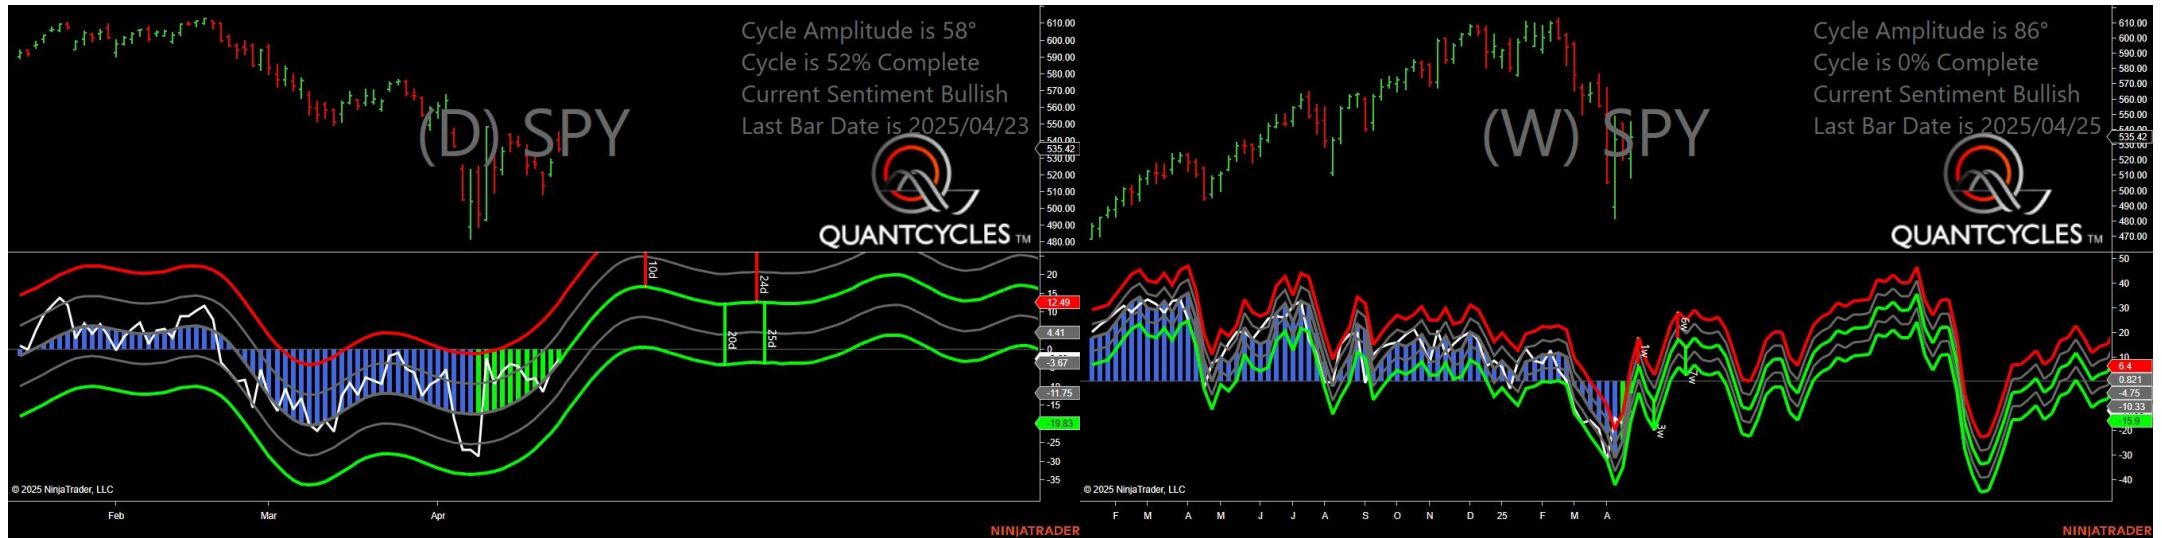 Cycle Amplitude is 58°
Cycle is 52% Complete
Current Sentiment Bullish
Last Bar Date is 2025/04/23
(D) SPY
QUANTCYCLES TM
610.00
600.00
590.00
580.00
570.00
560.00
550.00
540.00
535.42
530.00
520.00
510.00
500.00
490.00
480.00
10d
24d
20d
25d
20
15
12.49
10
4.41
0
-3.67
-11.75
-15
-19.83
-25
-30
-35
© 2025 NinjaTrader, LLC
Feb
Mar
Apr
NINJATRADER
Cycle Amplitude is 86°
Cycle is 0% Complete
Current Sentiment Bullish
Last Bar Date is 2025/04/25
(W) SPY
QUANTCYCLES TM
610.00
600.00
590.00
580.00
570.00
560.00
550.00
540.00
535.42
530.00
520.00
510.00
500.00
490.00
480.00
470.00
6w
1w
7w
3w
50
40
30
20
10
6.4
0.821
-4.75
-10.33
-15.9
-20
-30
-40
© 2025 NinjaTrader, LLC
F M A M J J A S O N D 25 F M A
NINJATRADER